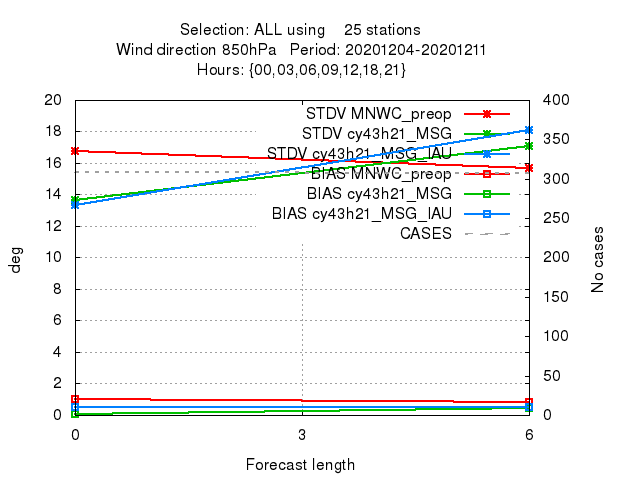 Selection: ALL using    25 stations
Wind direction 850hPa   Period: 20201204-20201211
Hours: {00,03,06,09,12,18,21}
20
18
16
14
12
10
8
6
4
2
0
deg
STDV MNWC_preop
STDV cy43h21_MSG
STDV cy43h21_MSG_IAU
BIAS MNWC_preop
BIAS cy43h21_MSG
BIAS cy43h21_MSG_IAU
CASES
400
350
300
250
200
150
100
50
0
No cases
0
3
6
Forecast length